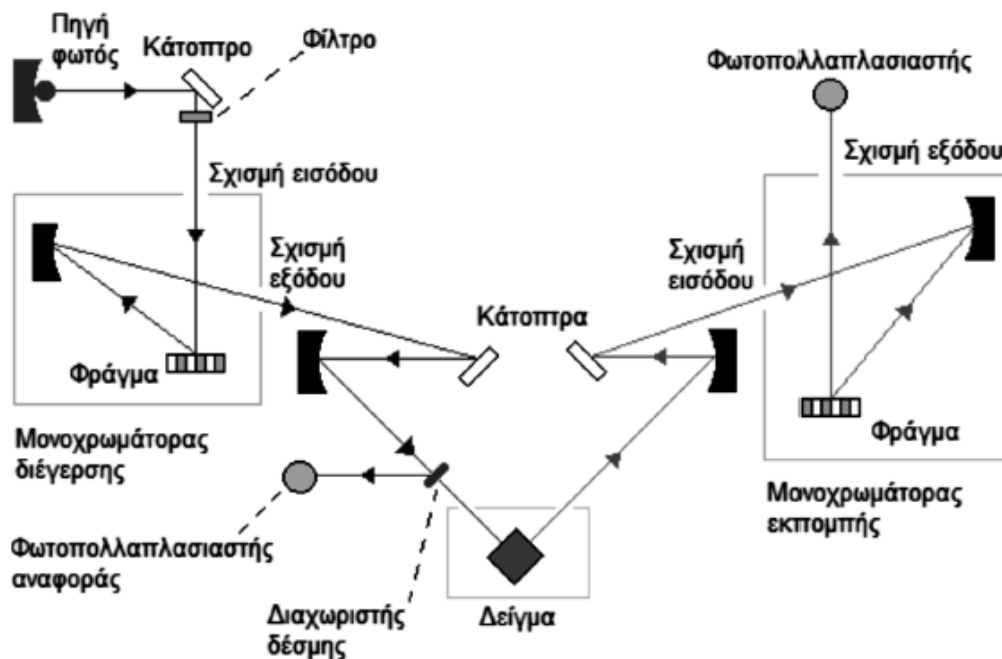 Πηγή
φωτός
Κάτοπτρο
Φίλτρο
Φωτοπολλαπλασιαστής
Σχισμή εξόδου
Σχισμή εισόδου
Σχισμή
εξόδου
Σχισμή
εισόδου
Κάτοπτρα
Φράγμα
Φράγμα
Μονοχρωμάτορας
διέγερσης
Μονοχρωμάτορας
εκπομπής
Φωτοπολλαπλασιαστής
αναφοράς
Διαχωριστής
δέσμης
Δείγμα